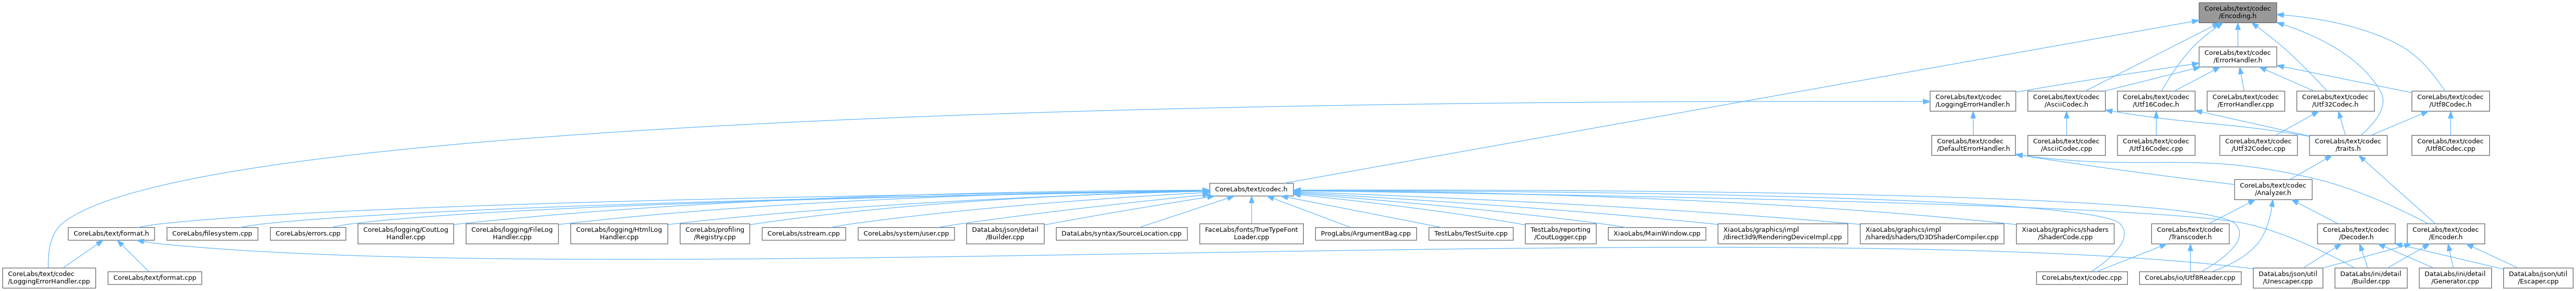 CoreLabs/text/codec
/Encoding.h
CoreLabs/text/codec
/ErrorHandler.h
CoreLabs/text/codec
/LoggingErrorHandler.h
CoreLabs/text/codec
/AsciiCodec.h
CoreLabs/text/codec
/Utf16Codec.h
CoreLabs/text/codec
/ErrorHandler.cpp
CoreLabs/text/codec
/Utf32Codec.h
CoreLabs/text/codec
/Utf8Codec.h
CoreLabs/text/codec
/DefaultErrorHandler.h
CoreLabs/text/codec
/AsciiCodec.cpp
CoreLabs/text/codec
/Utf16Codec.cpp
CoreLabs/text/codec
/Utf32Codec.cpp
CoreLabs/text/codec
/traits.h
CoreLabs/text/codec
/Utf8Codec.cpp
CoreLabs/text/codec.h
CoreLabs/text/codec
/Analyzer.h
CoreLabs/text/format.h
CoreLabs/filesystem.cpp
CoreLabs/errors.cpp
CoreLabs/logging/CoutLog
Handler.cpp
CoreLabs/logging/FileLog
Handler.cpp
CoreLabs/logging/HtmlLog
Handler.cpp
CoreLabs/profiling
/Registry.cpp
CoreLabs/sstream.cpp
CoreLabs/system/user.cpp
DataLabs/json/detail
/Builder.cpp
DataLabs/syntax/SourceLocation.cpp
FaceLabs/fonts/TrueTypeFont
Loader.cpp
ProgLabs/ArgumentBag.cpp
TestLabs/TestSuite.cpp
TestLabs/reporting
/CoutLogger.cpp
XiaoLabs/MainWindow.cpp
XiaoLabs/graphics/impl
/direct3d9/RenderingDeviceImpl.cpp
XiaoLabs/graphics/impl
/shared/shaders/D3DShaderCompiler.cpp
XiaoLabs/graphics/shaders
/ShaderCode.cpp
CoreLabs/text/codec
/Transcoder.h
CoreLabs/text/codec
/Decoder.h
CoreLabs/text/codec
/Encoder.h
CoreLabs/text/codec
/LoggingErrorHandler.cpp
CoreLabs/text/format.cpp
CoreLabs/text/codec.cpp
CoreLabs/io/Utf8Reader.cpp
DataLabs/json/util
/Unescaper.cpp
DataLabs/ini/detail
/Builder.cpp
DataLabs/ini/detail
/Generator.cpp
DataLabs/json/util
/Escaper.cpp